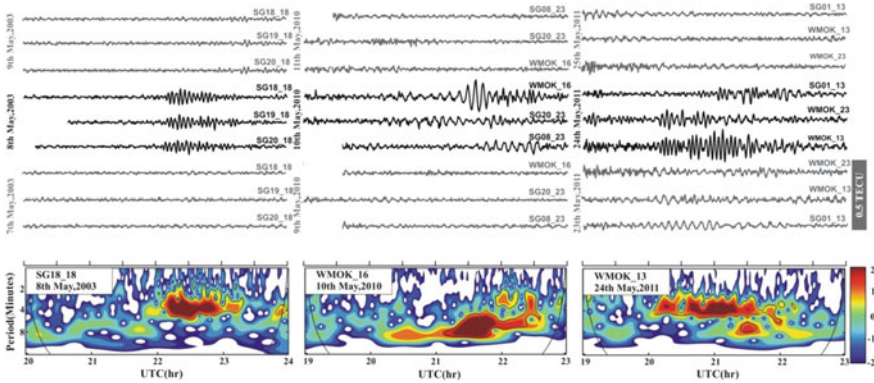 9th May,2003
SG18_18
SG19_18
SG20_18
8th May,2003
SG18_18
SG19_18
SG20_18
7th May,2003
SG18_18
SG19_18
SG20_18
11th May,2010
SG08_23
SG20_23
WMOK_16
10th May,2010
WMOK_16
SG20_23
SG08_23
9th May,2010
WMOK_16
SG20_23
SG08_23
25th May,2011
SG01_13
WMOK_13
WMOK_23
24th May,2011
SG01_13
WMOK_23
WMOK_13
23th May,2011
WMOK_23
WMOK_13
SG01_13
0.5 TECU
Period(Minutes)
2
4
8
SG18_18
8th May,2003
20 21 22 23 24
UTC(hr)
WMOK_16
10th May,2010
19 20 21 22 23
UTC(hr)
WMOK_13
24th May,2011
19 20 21 22 23
UTC(hr)
2
1
0
-1
-2